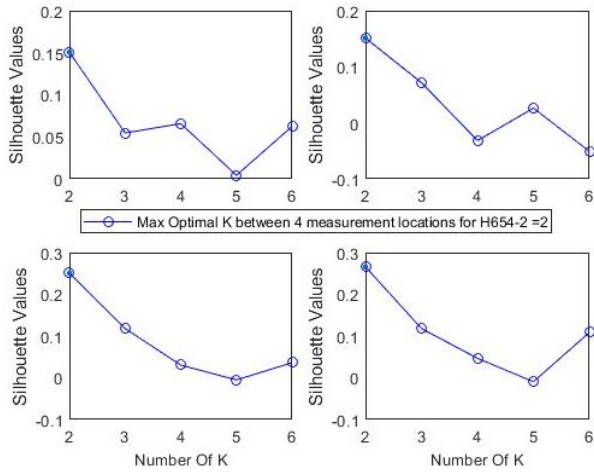 Silhouette Values
0.2
0.15
0.1
0.05
0
2 3 4 5 6
Silhouette Values
0.2
0.1
0
-0.1
2 3 4 5 6
Max Optimal K between 4 measurement locations for H654-2 =2
Silhouette Values
0.3
0.2
0.1
0
-0.1
2 3 4 5 6
Number Of K
Silhouette Values
0.3
0.2
0.1
0
-0.1
2 3 4 5 6
Number Of K